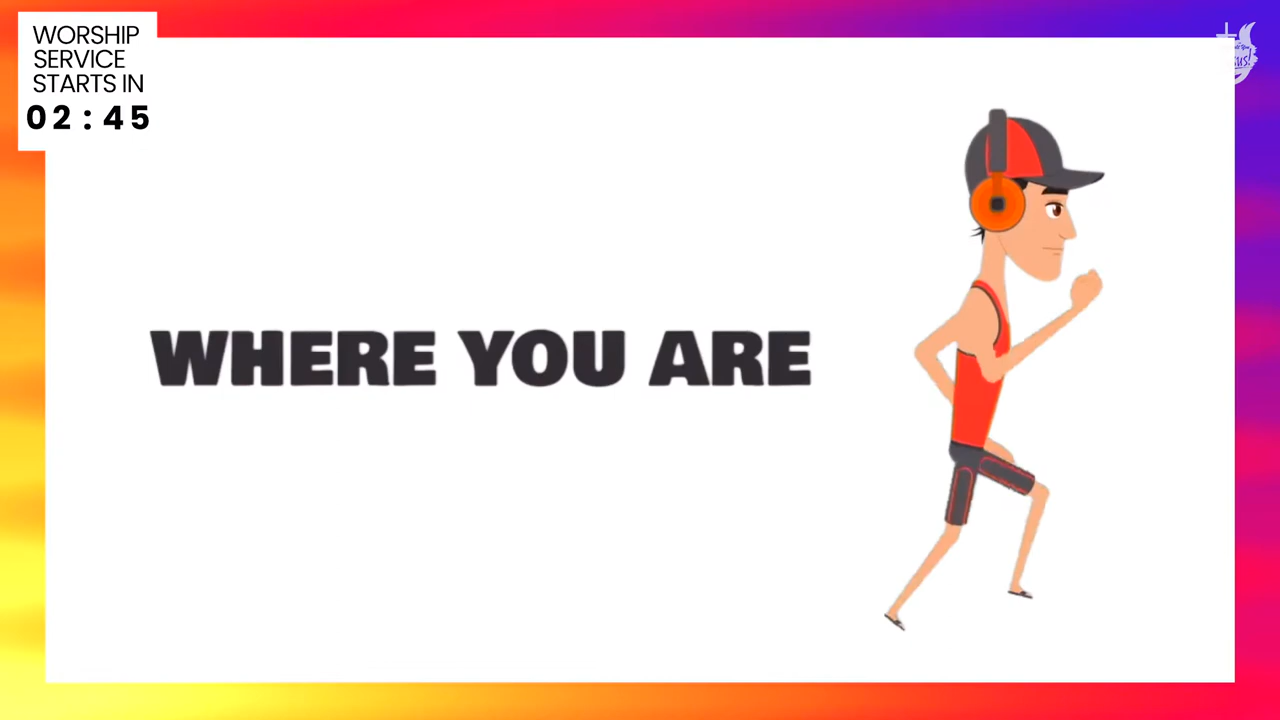 WORSHIP
SERVICE
STARTS IN
02:45
WHERE YOU ARE